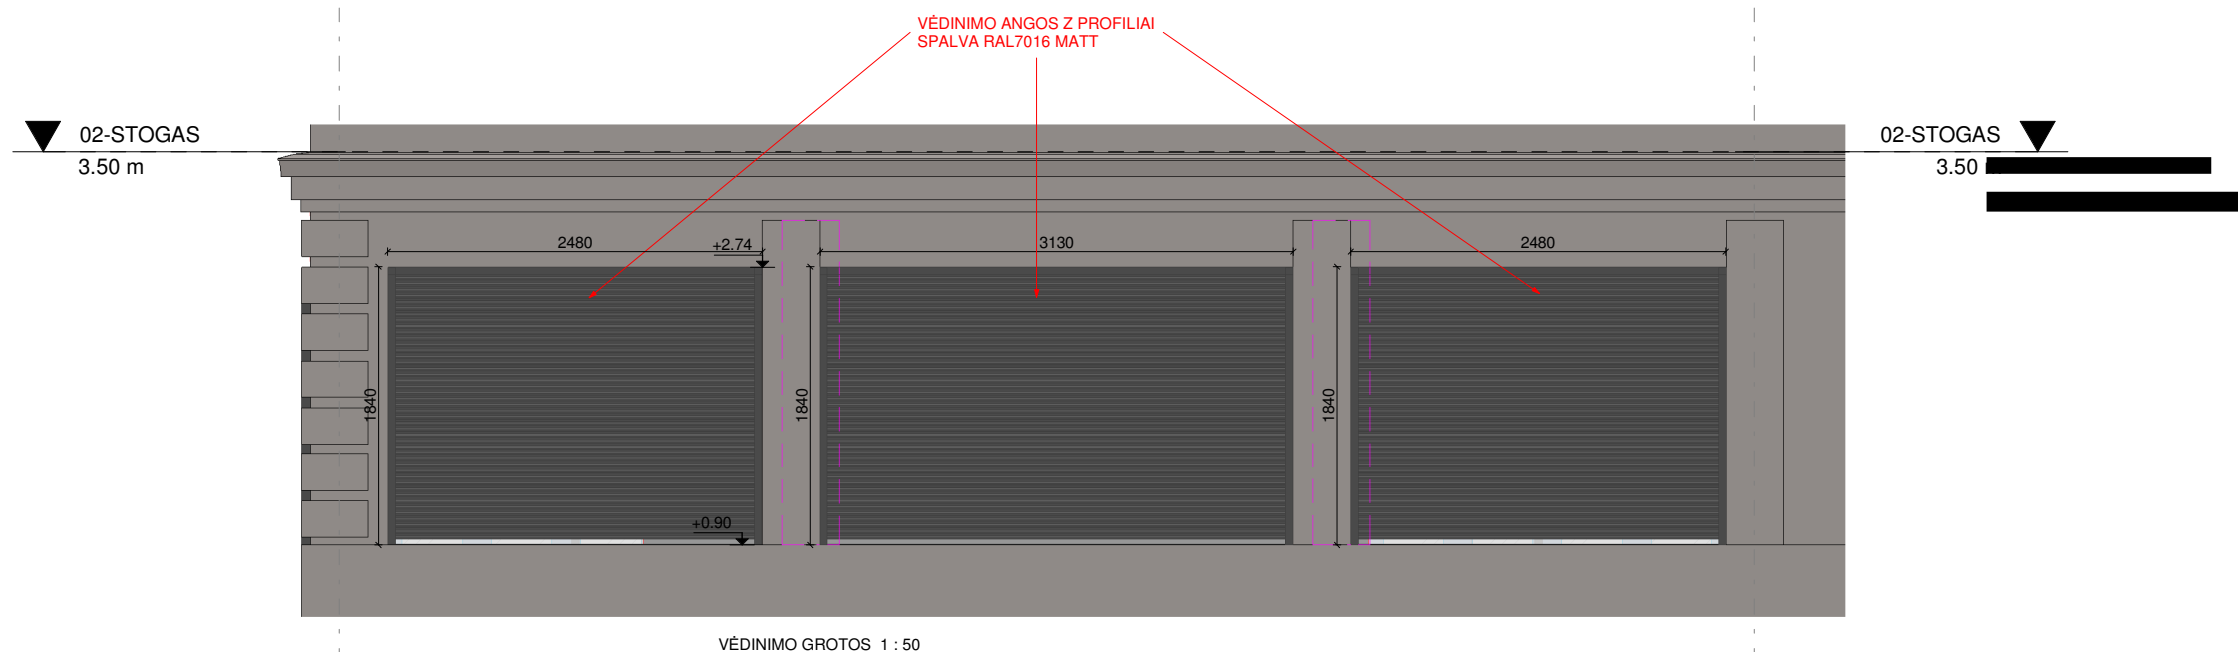 VĖDINIMO ANGOS Z PROFILIAI
SPALVA RAL7016 MATT
02-STOGAS
3.50 m
02-STOGAS
3.50
2480
+2.74
3130
2480
1840
1840
1840
+0.90
VĖDINIMO GROTOS 1 : 50